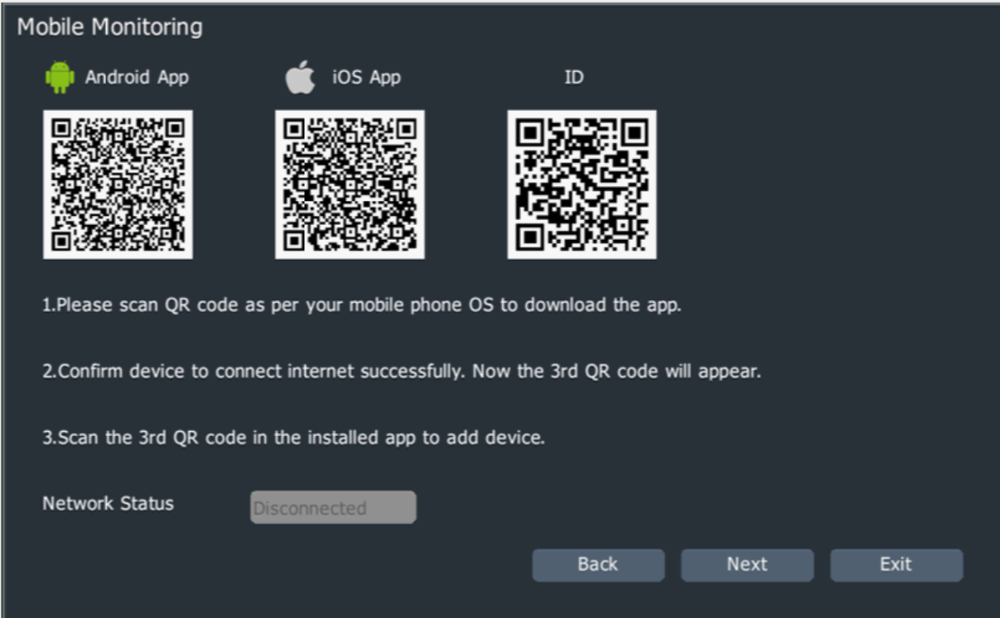 Mobile Monitoring
Android App
iOS App
ID
1.Please scan QR code as per your mobile phone OS to download the app.
2.Confirm device to connect internet successfully. Now the 3rd QR code will appear.
3.Scan the 3rd QR code in the installed app to add device.
Network Status
Disconnected
Back
Next
Exit